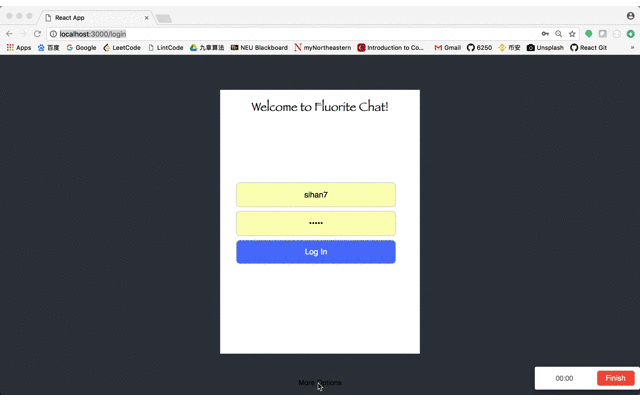 React App
localhost:3000/login
Apps 百度 Google LeetCode LintCode 九章算法 NEU Blackboard myNortheastern Introduction to Co... Gmail 6250 币安 Unsplash React Git
Welcome to Fluorite Chat!
sihan7
•••••
Log In
More Options
00:00 Finish